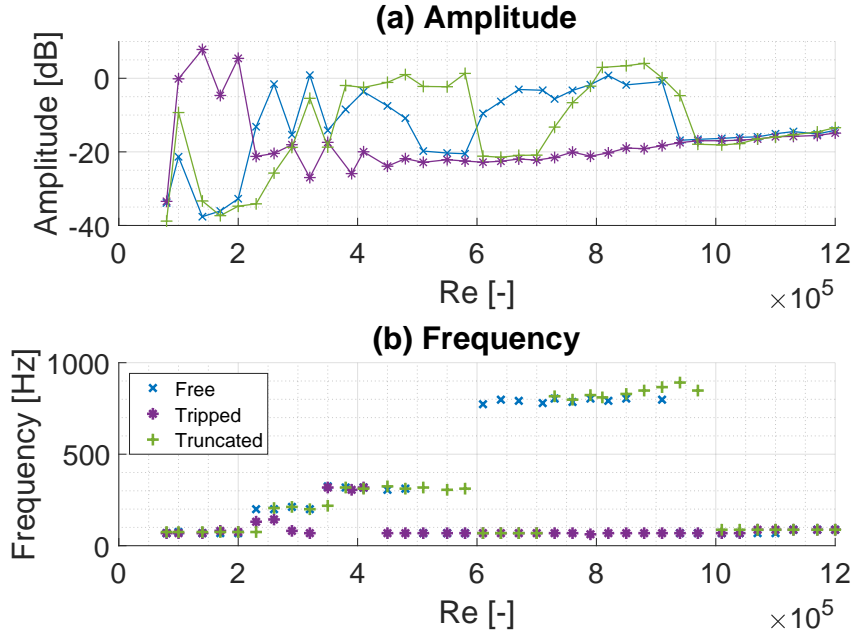 (a) Amplitude
Amplitude [dB]
0
-20
-40
0 2 4 6 8 10 12
Re [-]
×10^5
(b) Frequency
Frequency [Hz]
1000
500
0
Free
Tripped
Truncated
0 2 4 6 8 10 12
Re [-]
×10^5